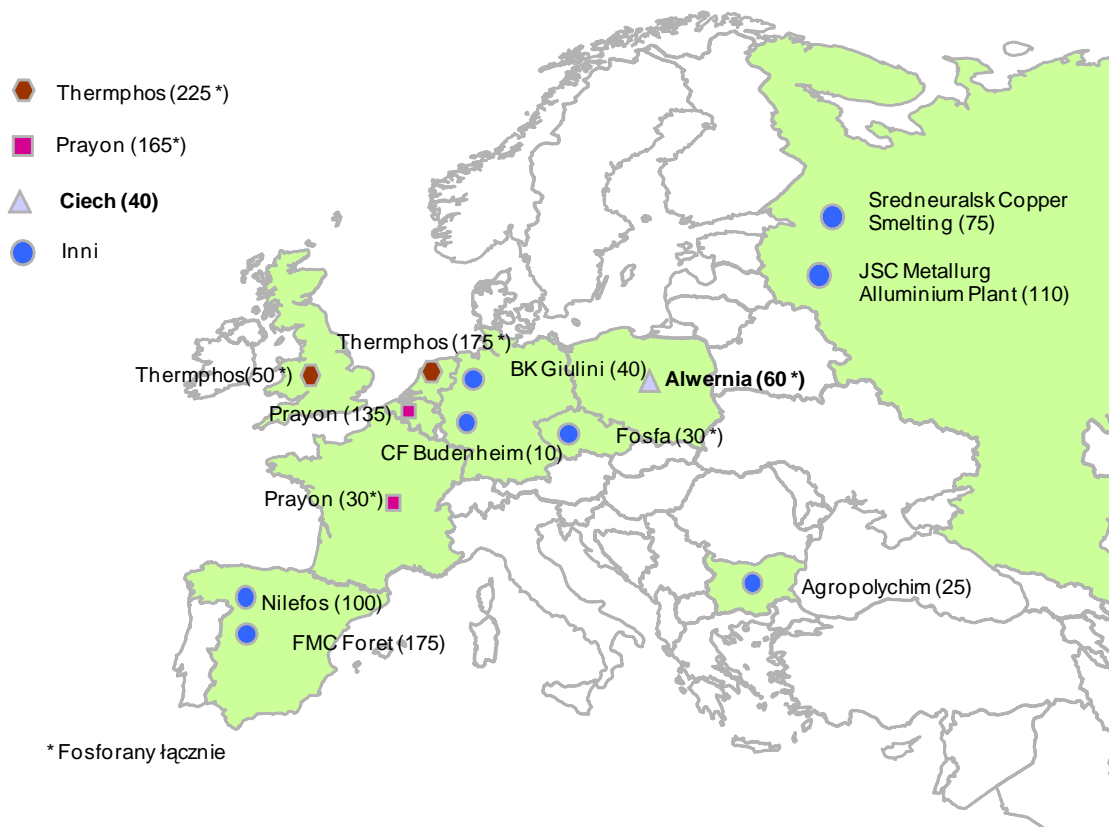 Thermphos (225 *)
Prayon (165*)
Ciech (40)
Inni
Sredneuralsk Copper
Smelting (75)
JSC Metallurg
Alluminium Plant (110)
Thermphos (175 *)
BK Giulini (40)
Alwernia (60 *)
Thermphos(50 *)
Prayon (135)
Fosfa (30 *)
CF Budenheim (10)
Prayon (30*)
Agropolychim (25)
Nilefos (100)
FMC Foret (175)
* Fosforany łącznie